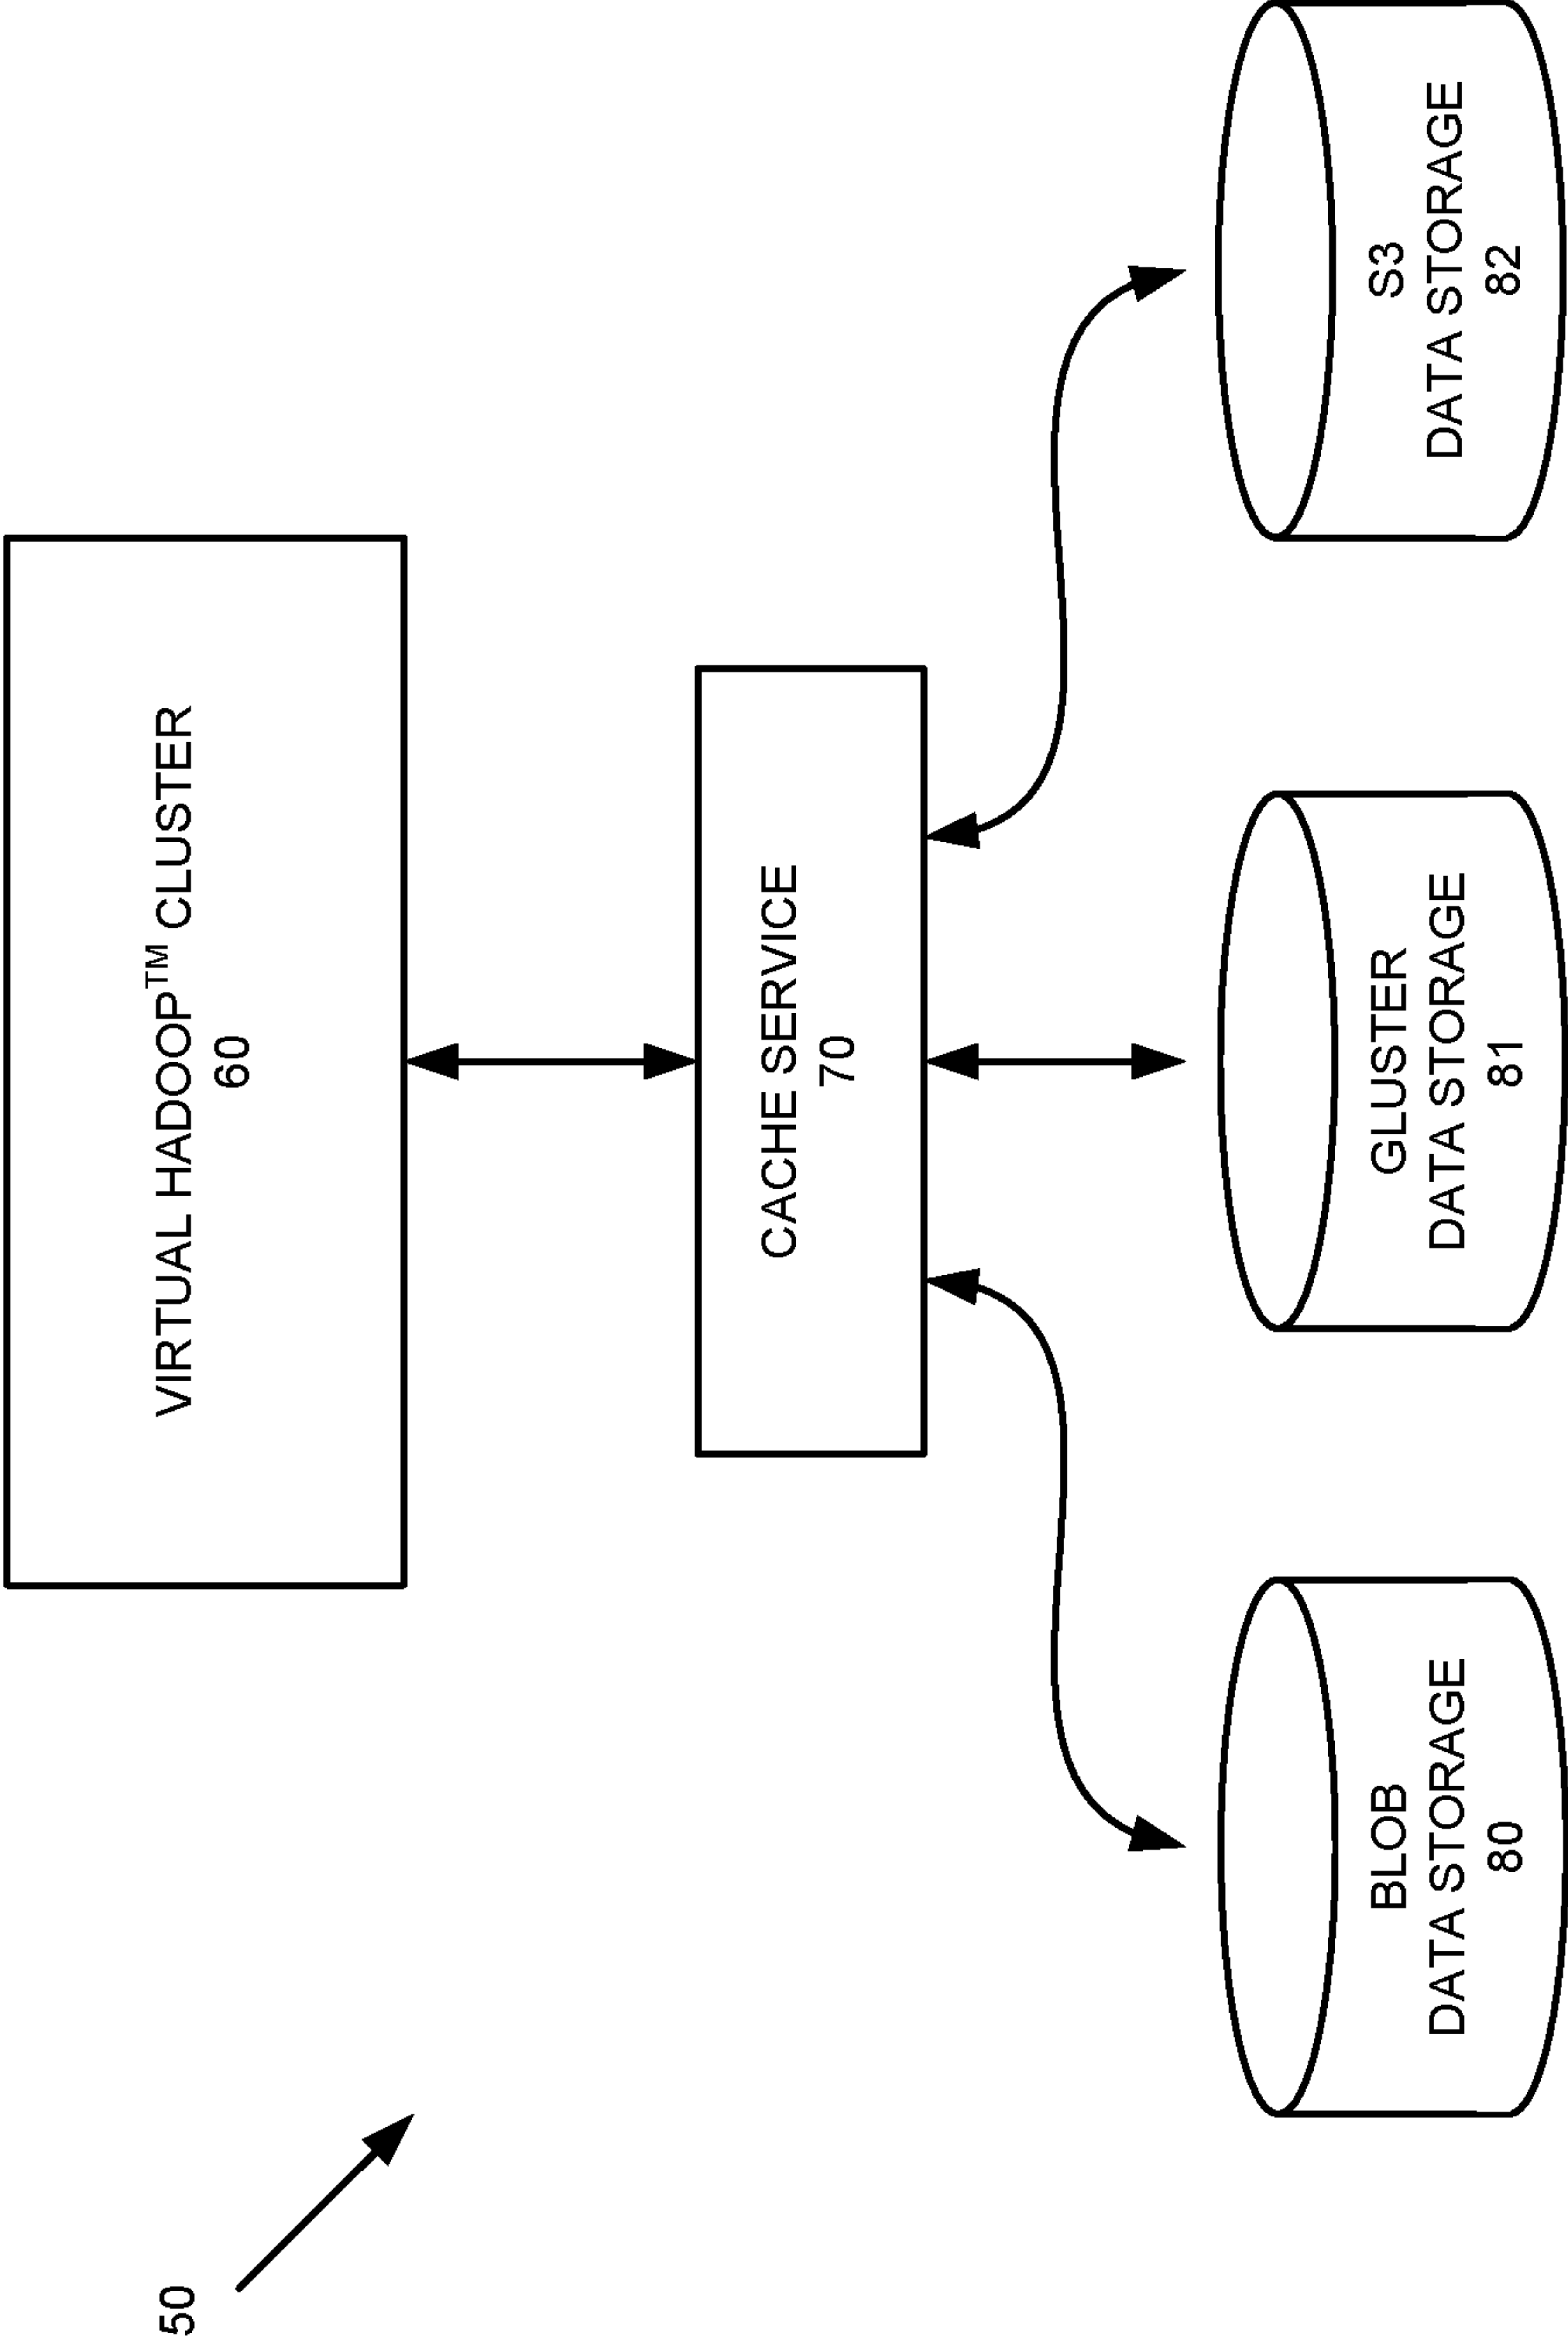 50
VIRTUAL HADOOP™ CLUSTER
60
CACHE SERVICE
70
BLOB
DATA STORAGE
80
GLUSTER
DATA STORAGE
81
S3
DATA STORAGE
82